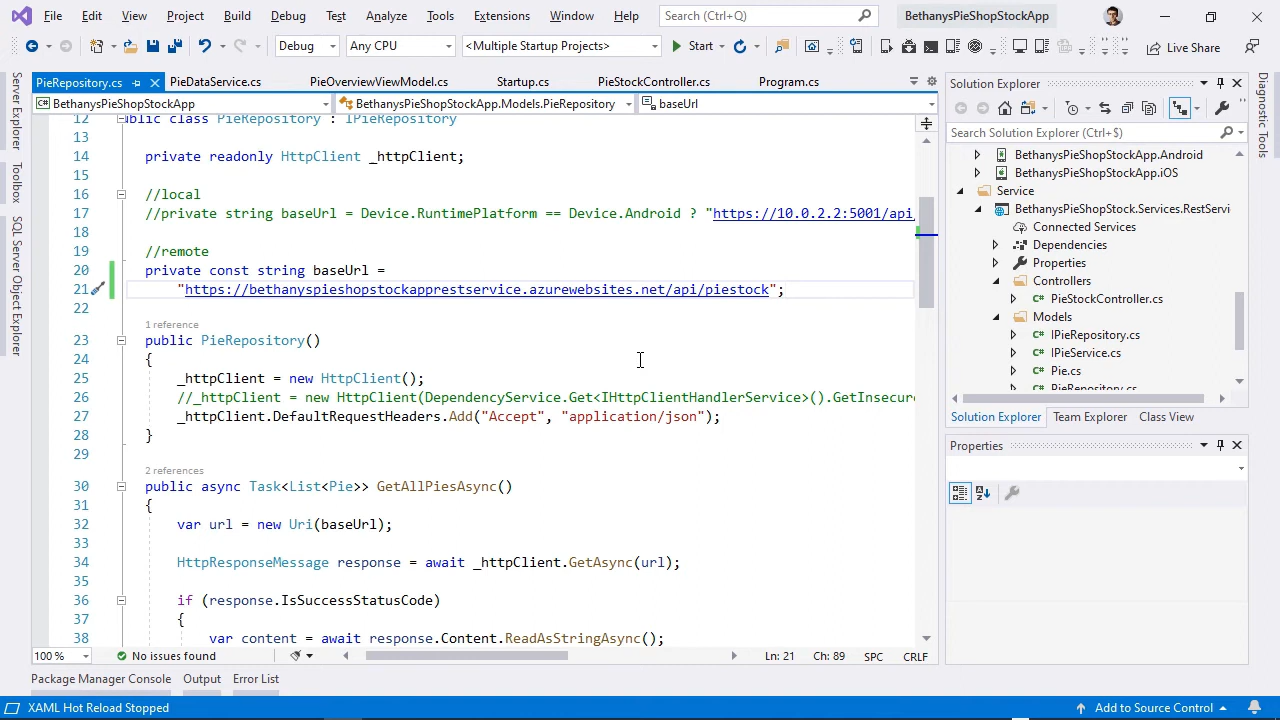 File Edit View Project Build Debug Test Analyze Tools Extensions Window Help Search (Ctrl+Q) BethanysPieShopStockApp
Debug Any CPU <Multiple Startup Projects> Start Live Share
Server Explorer
Toolbox
SQL Server Object Explorer
PieRepository.cs PieDataService.cs PieOverviewViewModel.cs Startup.cs PieStockController.cs Program.cs
BethanysPieShopStockApp BethanysPieShopStockApp.Models.PieRepository baseUrl
12 ublic class PieRepository : IPieRepository
13
14 private readonly HttpClient _httpClient;
15
16 //local
17 //private string baseUrl = Device.RuntimePlatform == Device.Android ? "https://10.0.2.2:5001/api,
18
19 //remote
20 private const string baseUrl =
21 "https://bethanyspieshopstockapprestservice.azurewebsites.net/api/piestock";
22
1 reference
23 public PieRepository()
24 {
25 _httpClient = new HttpClient();
26 //_httpClient = new HttpClient(DependencyService.Get<IHttpClientHandlerService>().GetInsecure
27 _httpClient.DefaultRequestHeaders.Add("Accept", "application/json");
28 }
29
2 references
30 public async Task<List<Pie>> GetAllPiesAsync()
31 {
32 var url = new Uri(baseUrl);
33
34 HttpResponseMessage response = await _httpClient.GetAsync(url);
35
36 if (response.IsSuccessStatusCode)
37 {
38 var content = await response.Content.ReadAsStringAsync();
100 % No issues found Ln: 21 Ch: 89 SPC CRLF
Package Manager Console Output Error List
XAML Hot Reload Stopped Add to Source Control
Solution Explorer
Search Solution Explorer (Ctrl+$)
BethanysPieShopStockApp.Android
BethanysPieShopStockApp.iOS
Service
BethanysPieShopStock.Services.RestServi
Connected Services
Dependencies
Properties
Controllers
PieStockController.cs
Models
IPieRepository.cs
IPieService.cs
Pie.cs
PieRepository.cs
Solution Explorer Team Explorer Class View
Properties
Diagnostic Tools